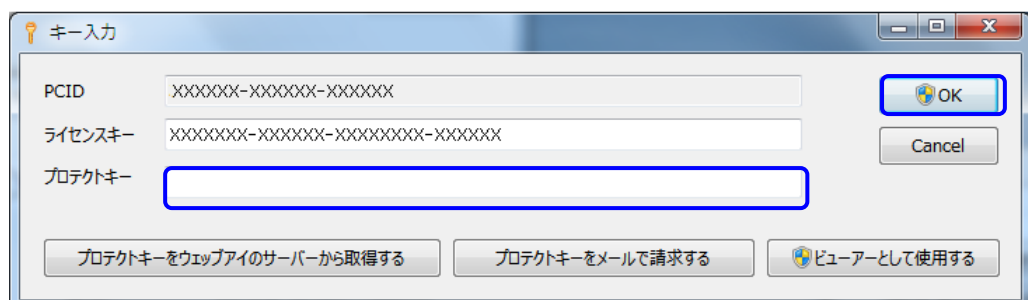 キー入力
PCID XXXXXX-XXXXXX-XXXXXX OK
ライセンスキー XXXXXXX-XXXXXX-XXXXXXXX-XXXXXX Cancel
プロテクトキー
プロテクトキーをウェッブアイのサーバーから取得する プロテクトキーをメールで請求する ビューアーとして使用する